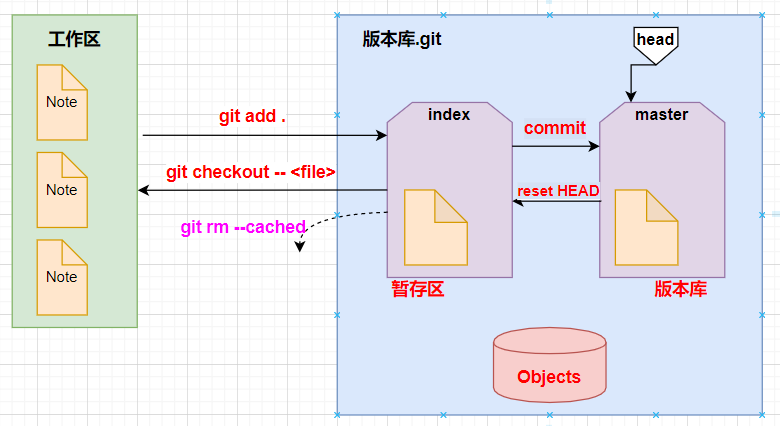 工作区
Note
Note
Note
git add .
git checkout -- <file>
git rm --cached
版本库.git
head
index
commit
master
reset HEAD
暂存区
版本库
Objects